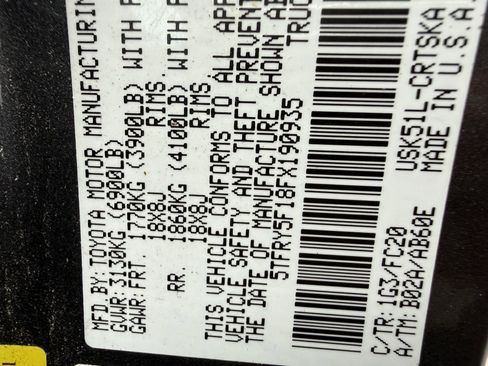 MFD.BY:TOYOTA MOTOR MANUFACTURIN
GVWR:3130KG (6900LB)
GAWR:FRT. 1770KG (3900LB) WITH P
18X8J RIMS.
RR. 1860KG (4100LB) WITH P
18X8J RIMS.
THIS VEHICLE CONFORMS TO ALL APP
VEHICLE SAFETY AND THEFT PREVENT
THE DATE OF MANUFACTURE SHOWN AB
5TFRY5F18FX190935 TRUC
C/TR:1G3/FC20 USK51L-CRTSKA
A/TM:B02A/AB60E MADE IN U.S.A.